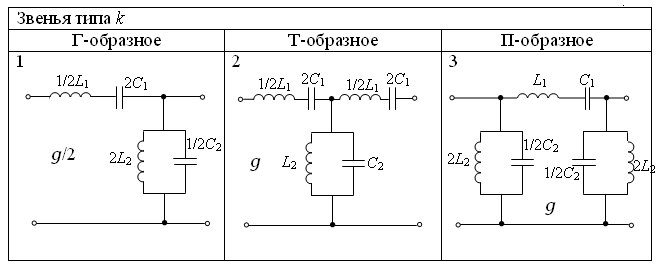 Звенья типа k
Г-образное
Т-образное
П-образное
1
1/2L₁
2C₁
2L₂
1/2C₂
g/2
2
1/2L₁
2C₁
1/2L₁
2C₁
L₂
C₂
g
3
L₁
C₁
2L₂
1/2C₂
1/2C₂
2L₂
g